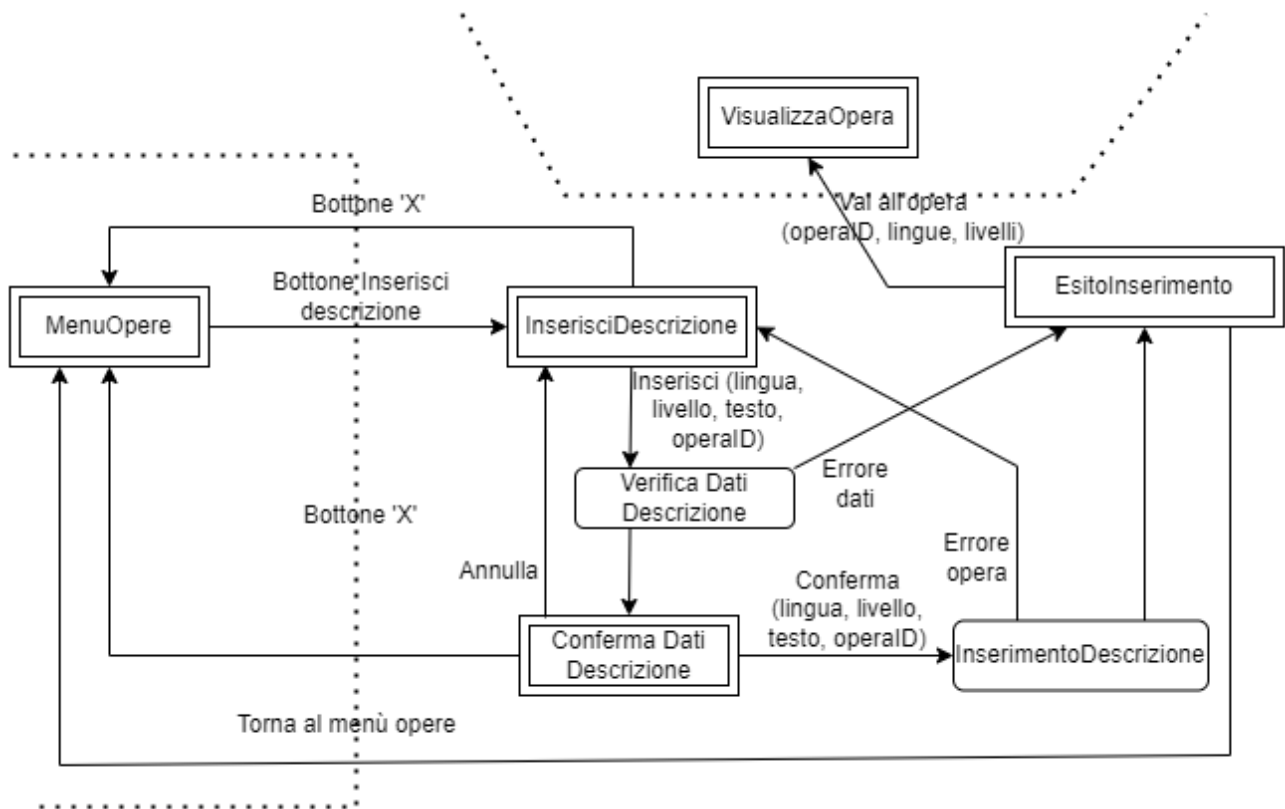 VisualizzaOpera
Bottone 'X'
Vai all'opera
(operaID, lingue, livelli)
Bottone Inserisci
descrizione
EsitoInserimento
MenuOpere
InserisciDescrizione
Inserisci (lingua,
livello, testo,
operaID)
Errore
dati
Verifica Dati
Descrizione
Bottone 'X'
Annulla
Errore
opera
Conferma
(lingua, livello,
testo, operaID)
Conferma Dati
Descrizione
InserimentoDescrizione
Torna al menù opere